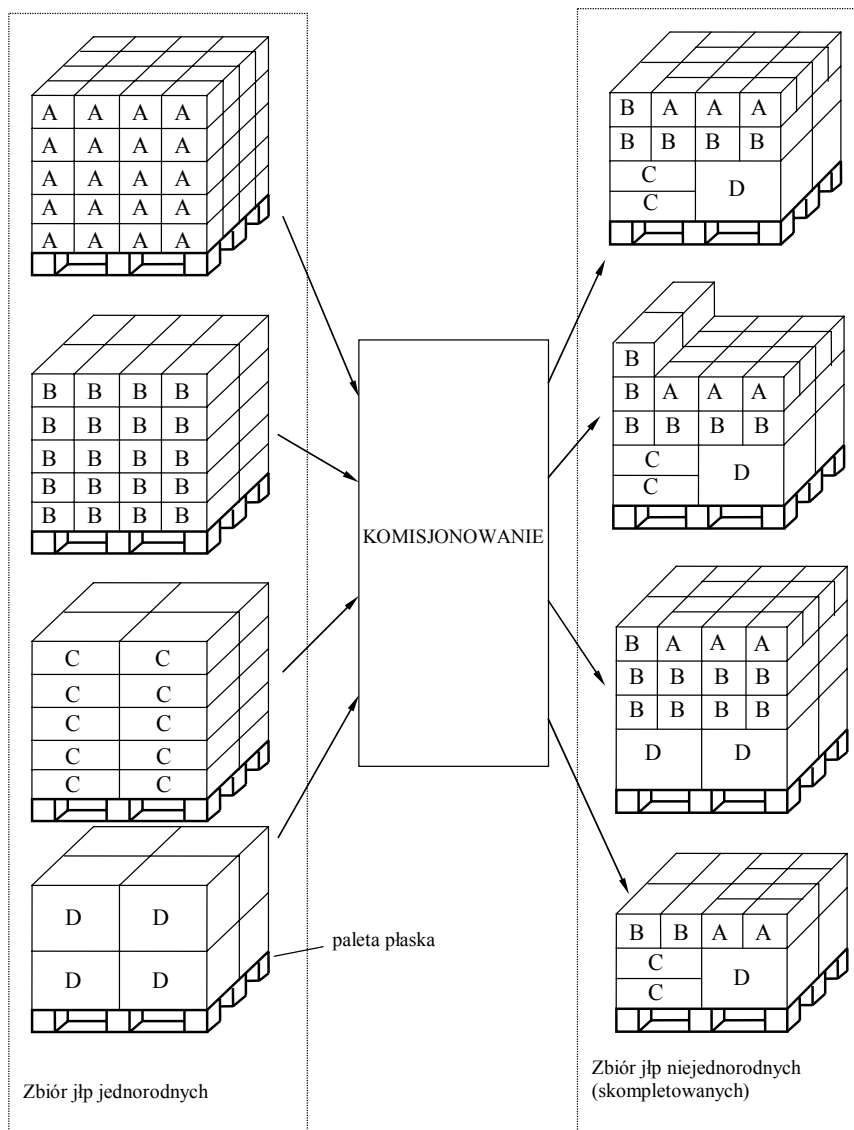 A A A A
A A A A
A A A A
A A A A
A A A A
B B B B
B B B B
B B B B
B B B B
B B B B
C C
C C
C C
C C
C C
D D
D D
paleta płaska
Zbiór jłp jednorodnych
KOMISJONOWANIE
B A A A
B B B B
C
C
D
B
B A A A
B B B B
C
C
D
B A A A
B B B B
B B B B
D D
B B A A
C
C
D
Zbiór jłp niejednorodnych
(skompletowanych)